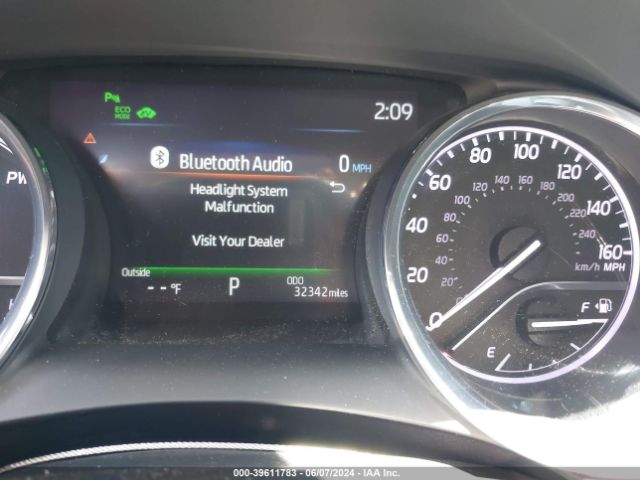 P
ECO
MODE
EV
2:09
Bluetooth Audio
0 MPH
Headlight System
Malfunction
Visit Your Dealer
Outside
- - °F
P
ODO
32342 miles
PW
0
20
40
60
80
100
120
140
160
km/h MPH
0
20
40
60
80
100
120
140
160
180
200
220
240
F
E
000-39611783 - 06/07/2024 - IAA Inc.